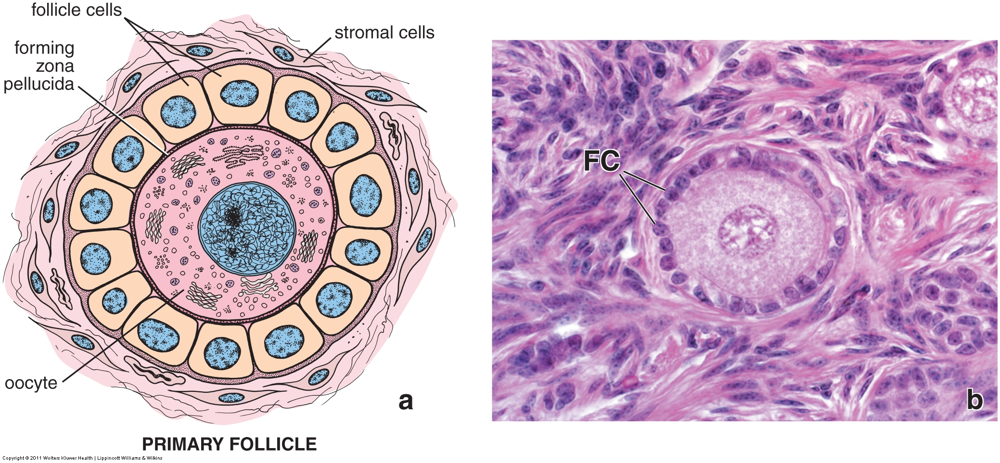 follicle cells
stromal cells
forming
zona
pellucida
FC
oocyte
a
b
PRIMARY FOLLICLE
Copyright © 2011 Wolters Kluwer Health | Lippincott Williams & Wilkins